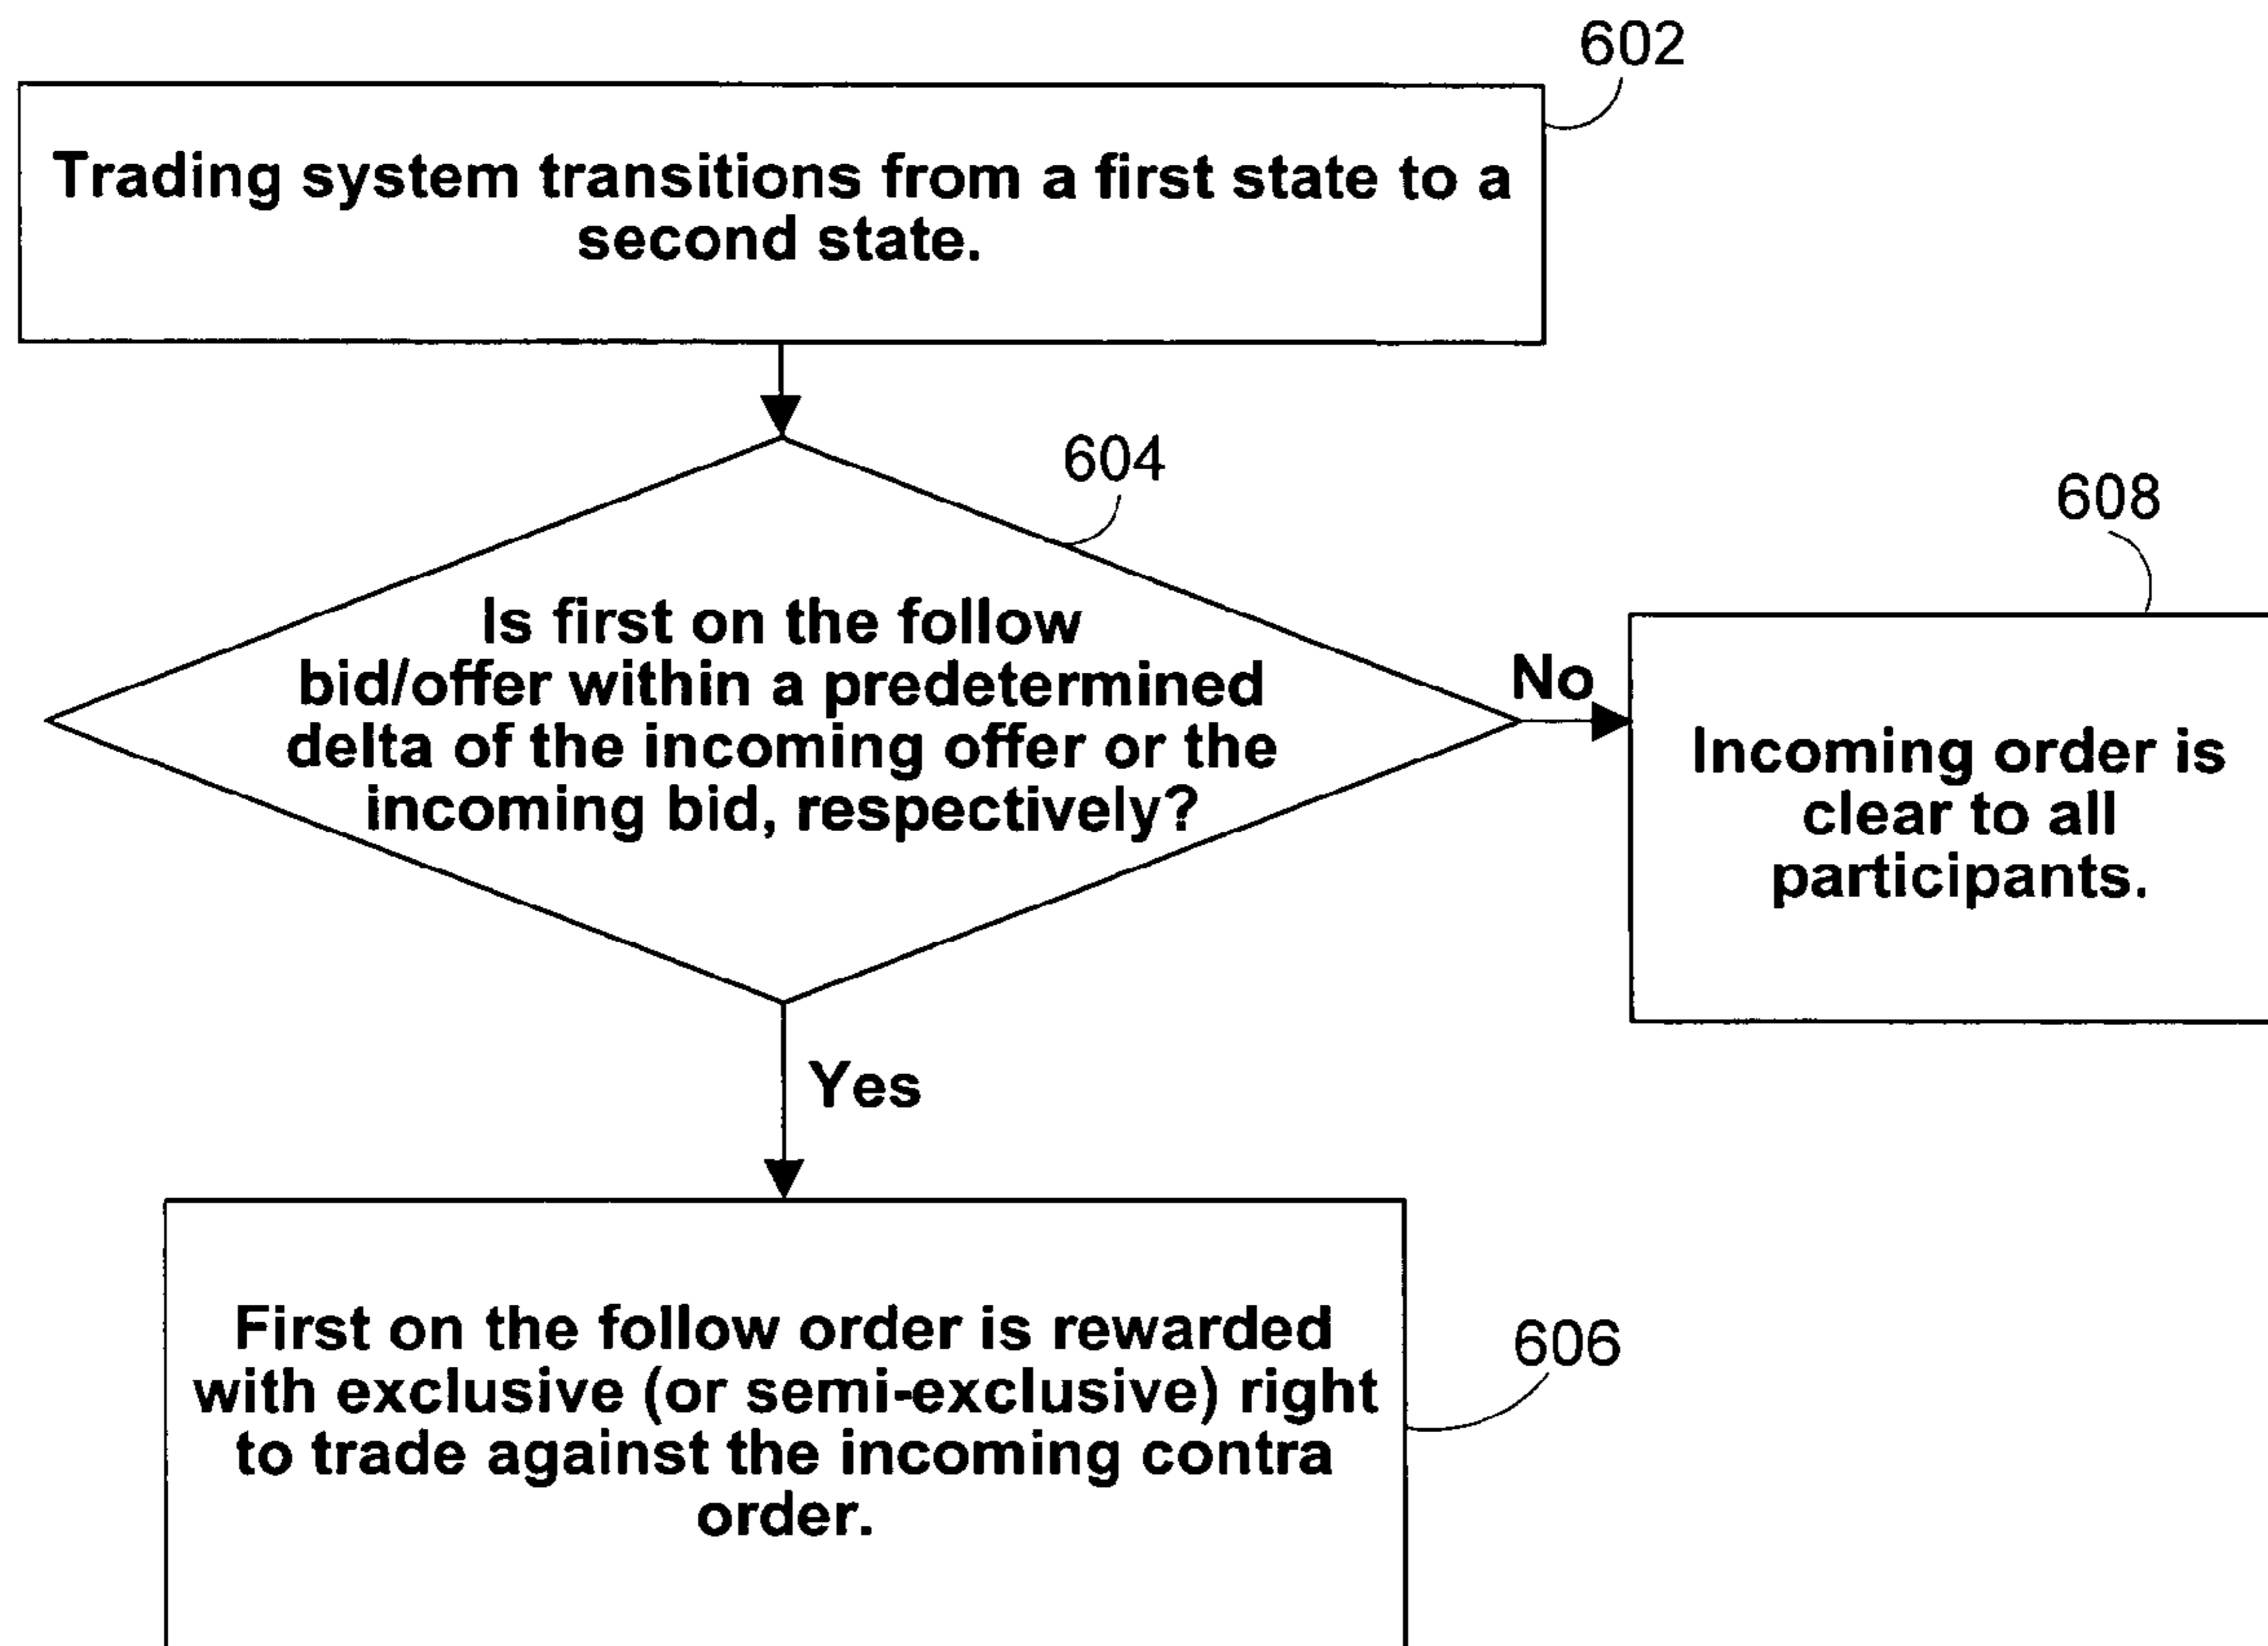 602
Trading system transitions from a first state to a
second state.
604
608
Is first on the follow
bid/offer within a predetermined
delta of the incoming offer or the
incoming bid, respectively?
No
Incoming order is
clear to all
participants.
Yes
First on the follow order is rewarded
with exclusive (or semi-exclusive) right
to trade against the incoming contra
order.
606